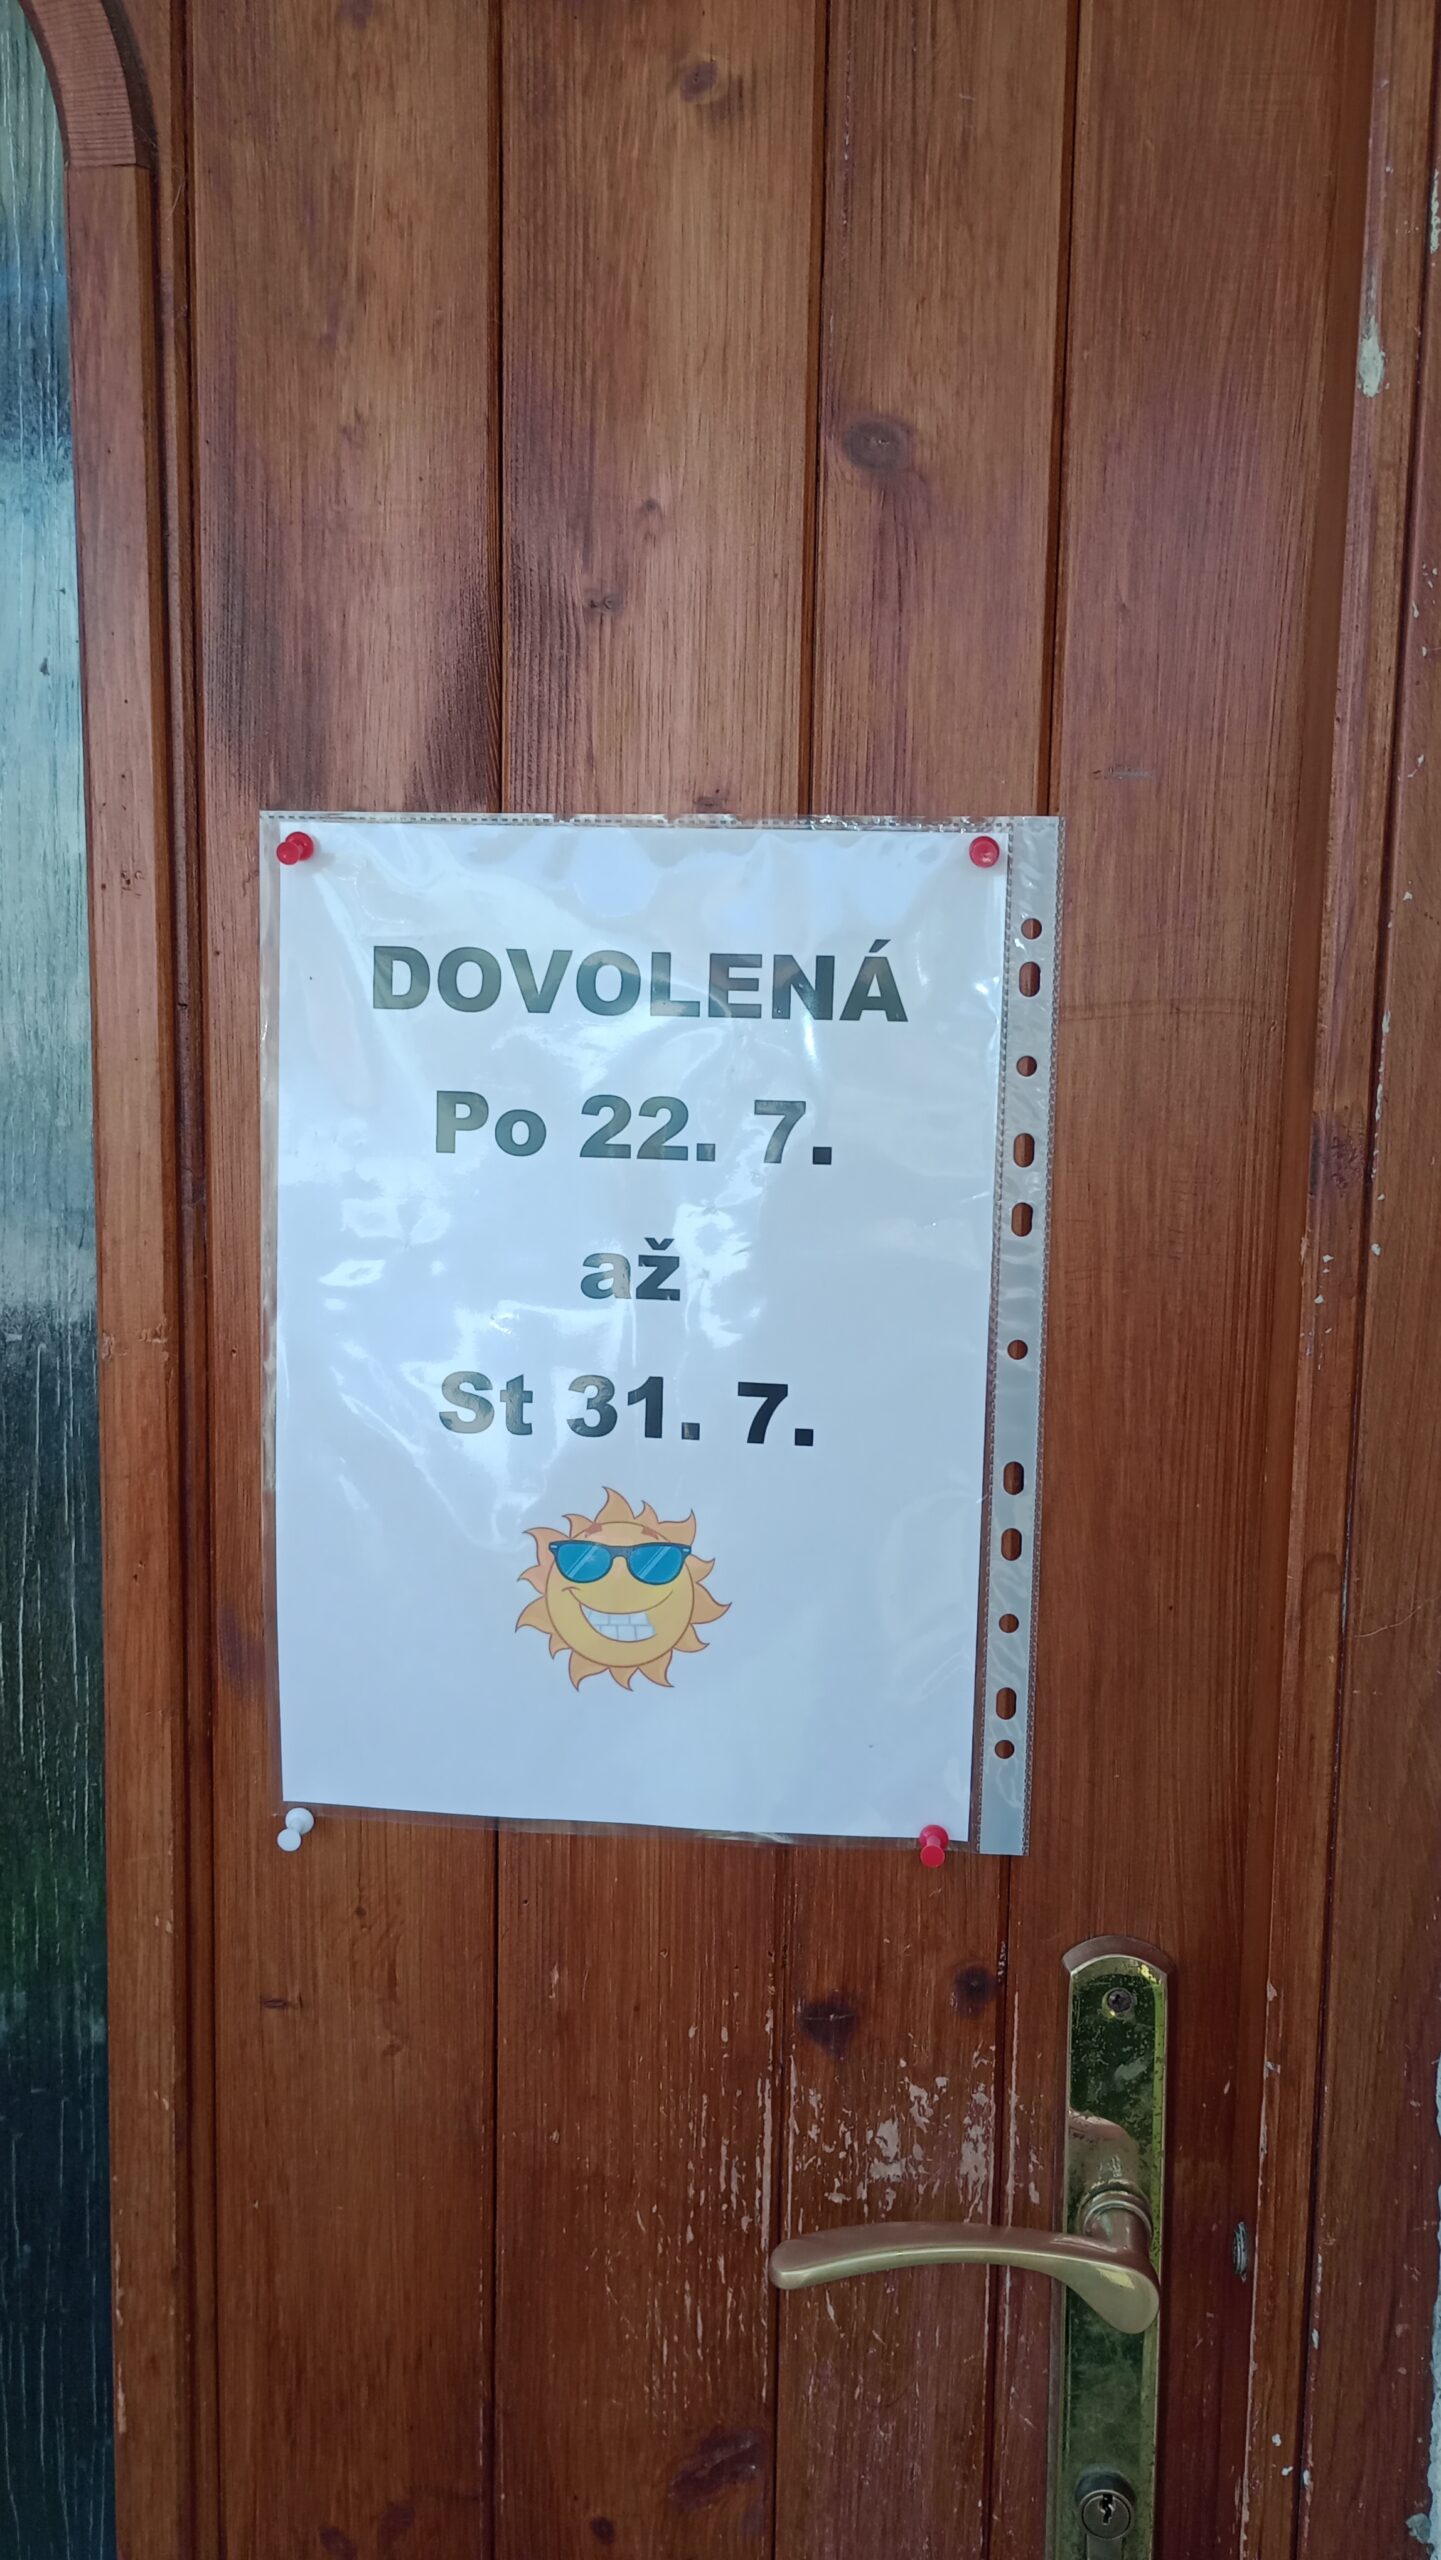 DOVOLENÁ
Po 22. 7.
až
St 31. 7.